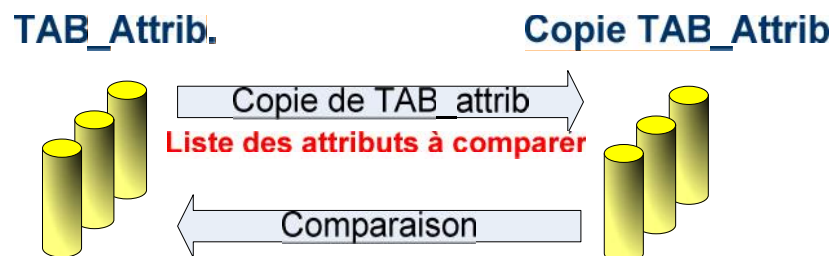 TAB_Attrib.
Copie TAB_Attrib
Copie de TAB_attrib
Liste des attributs à comparer
Comparaison